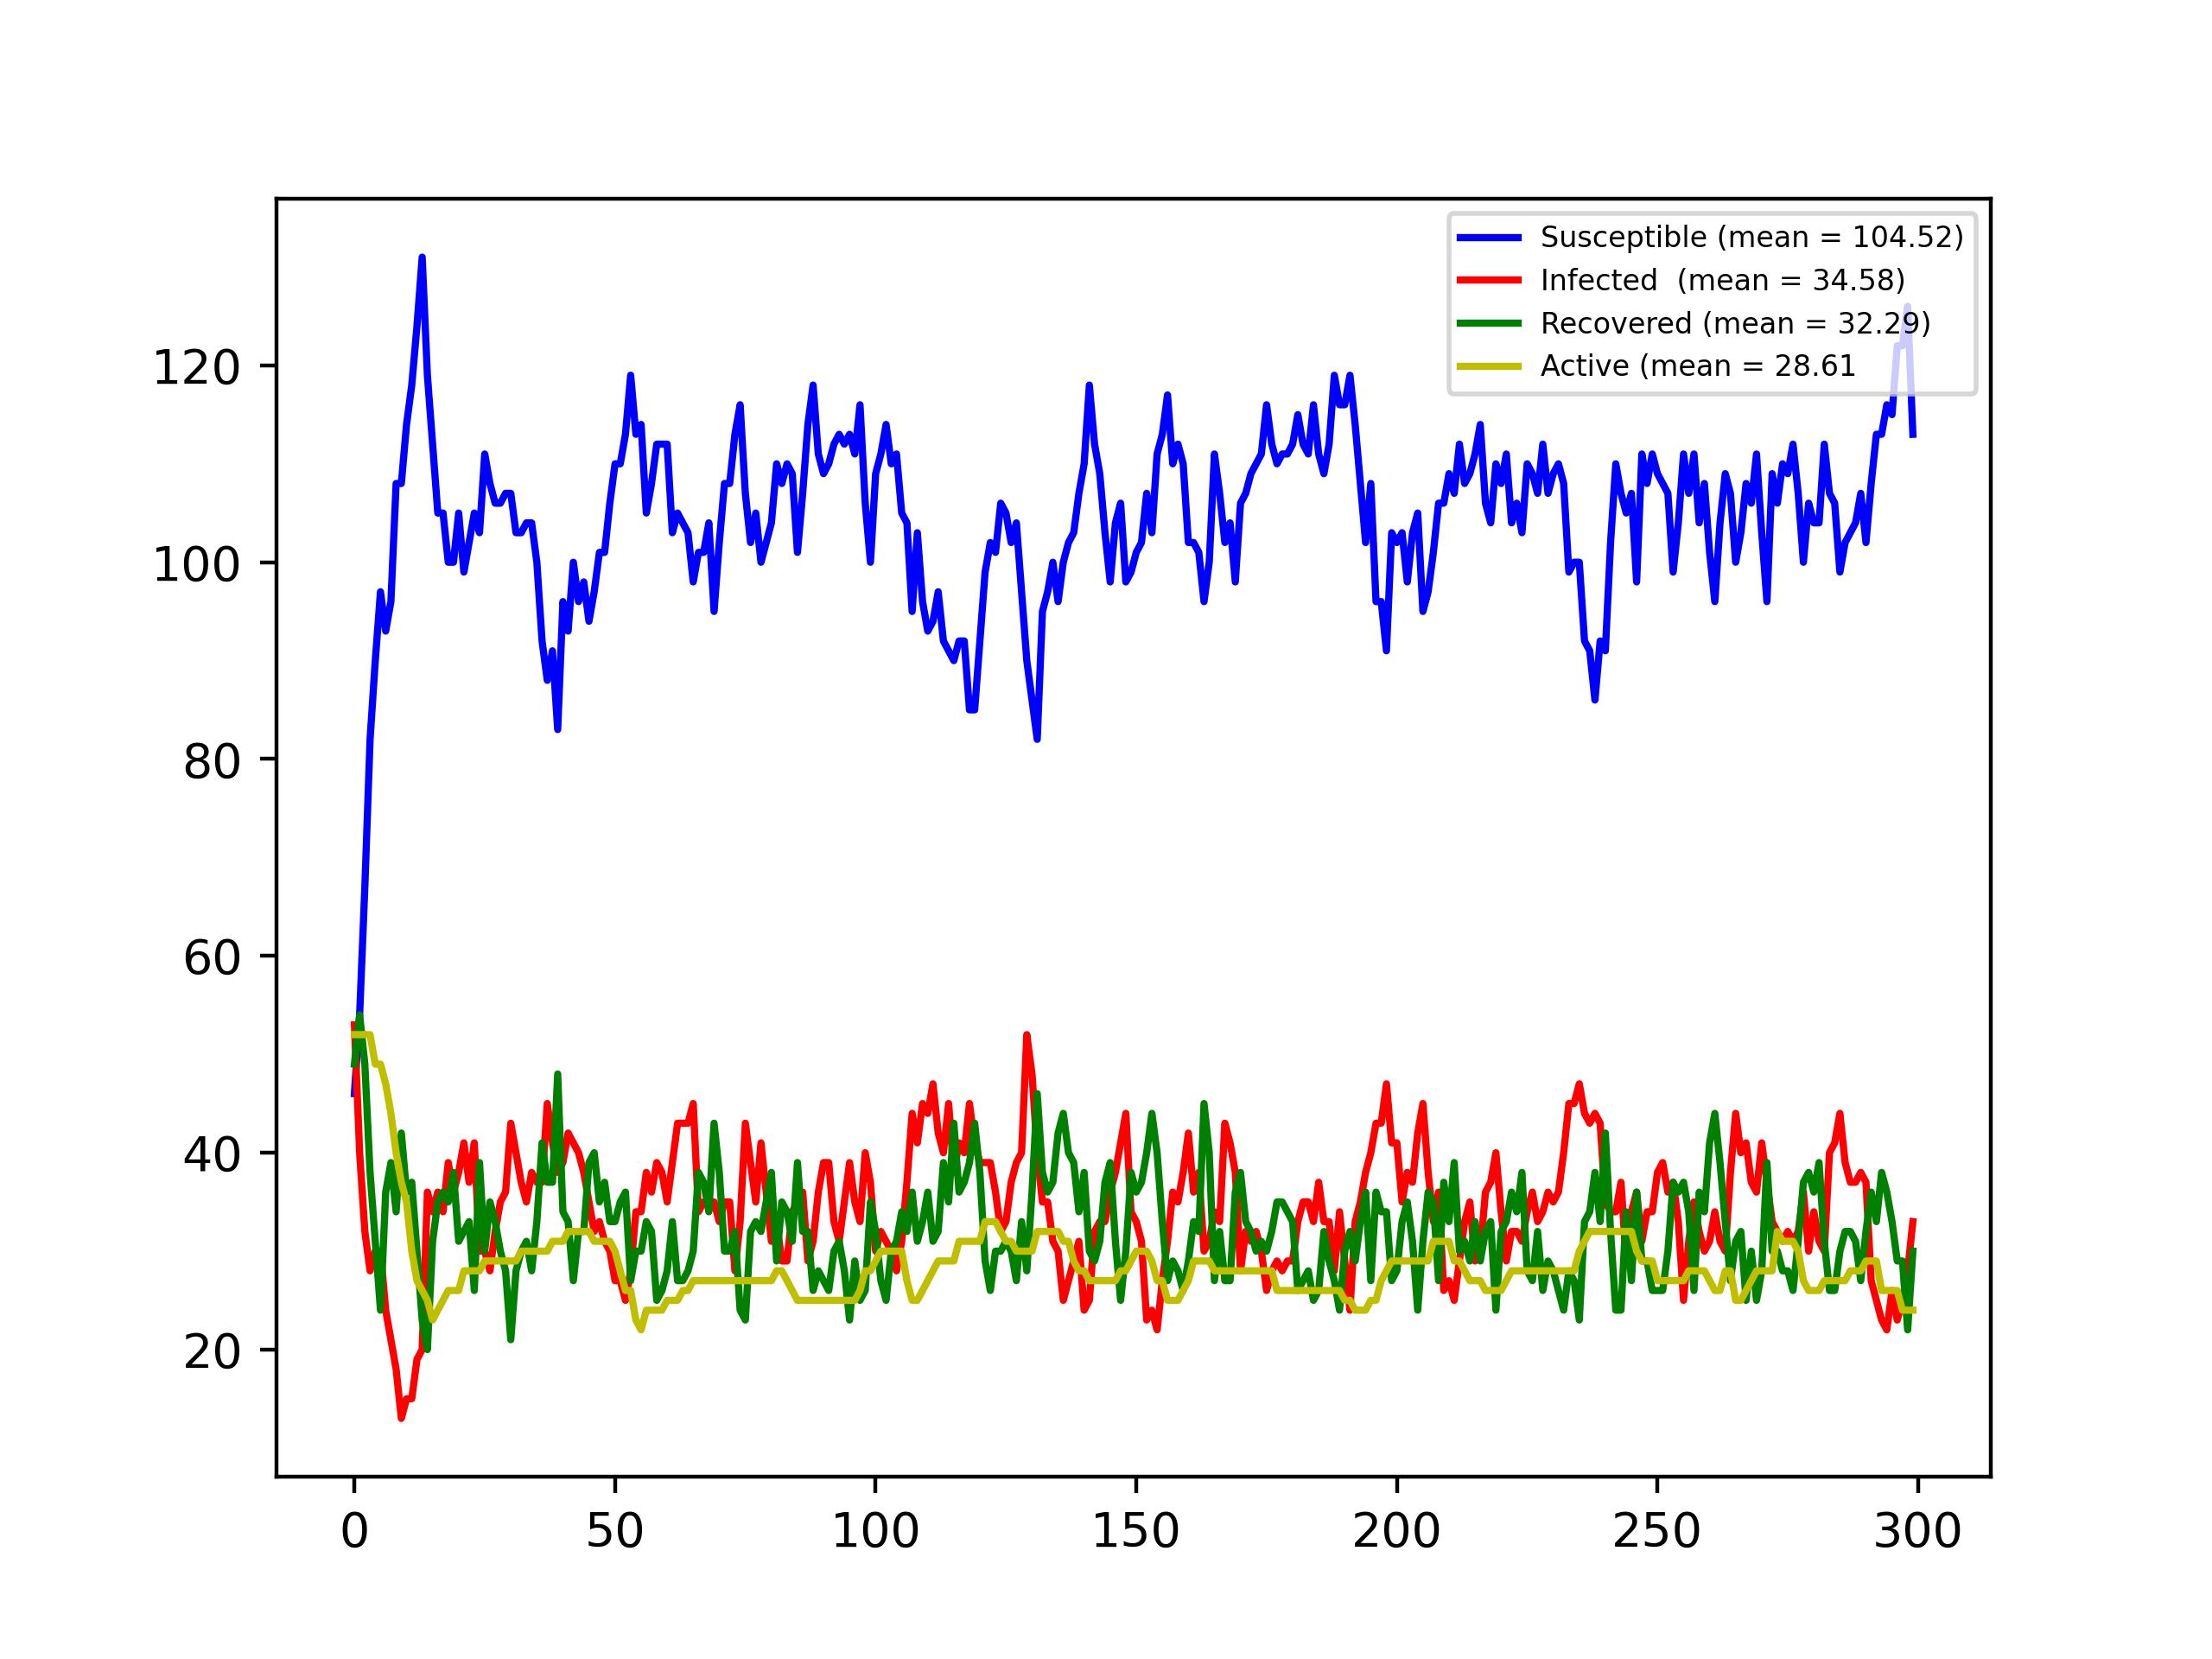 Susceptible (mean = 104.52)
Infected  (mean = 34.58)
Recovered (mean = 32.29)
Active (mean = 28.61
120
100
80
60
40
20
0 50 100 150 200 250 300